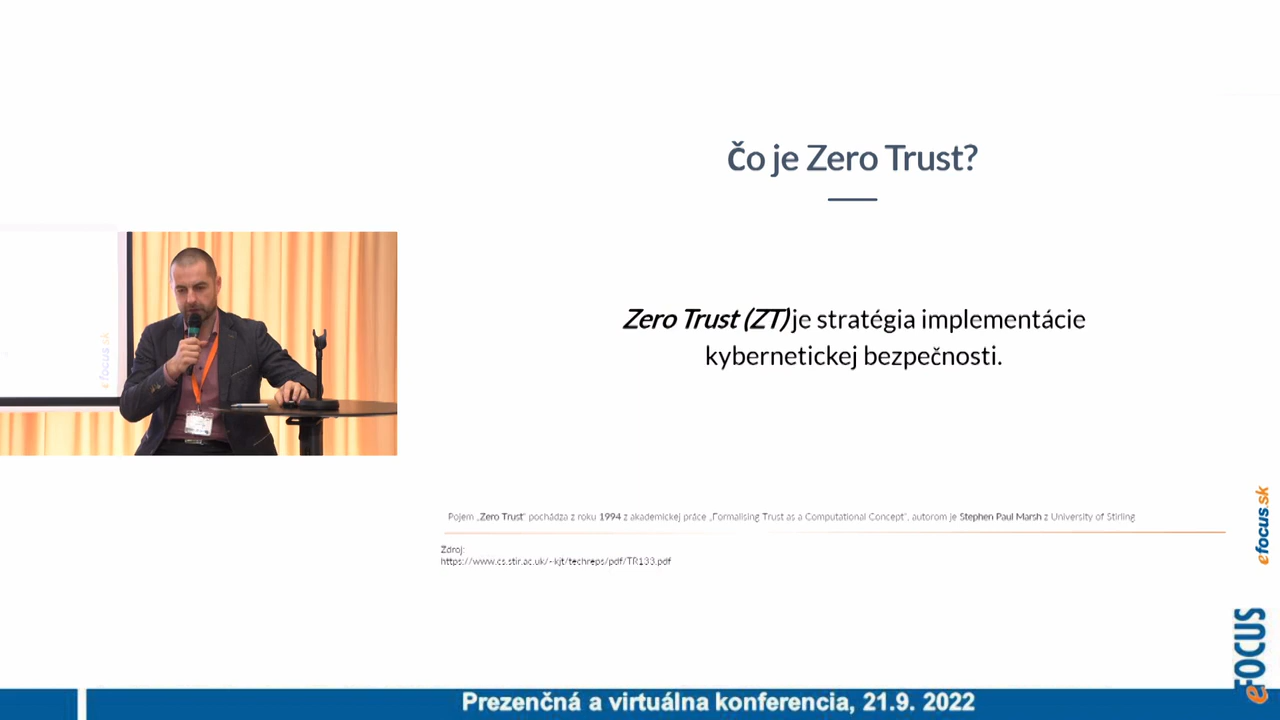 Čo je Zero Trust?
Zero Trust (ZT) je stratégia implementácie
kybernetickej bezpečnosti.
Pojem „Zero Trust“ pochádza z roku 1994 z akademickej práce „Formalising Trust as a Computational Concept“, autorom je Stephen Paul Marsh z University of Stirling
Zdroj:
https://www.cs.stir.ac.uk/~kjt/techreps/pdf/TR133.pdf
efocus.sk
efocus.sk
eFOCUS
Prezenčná a virtuálna konferencia, 21.9. 2022